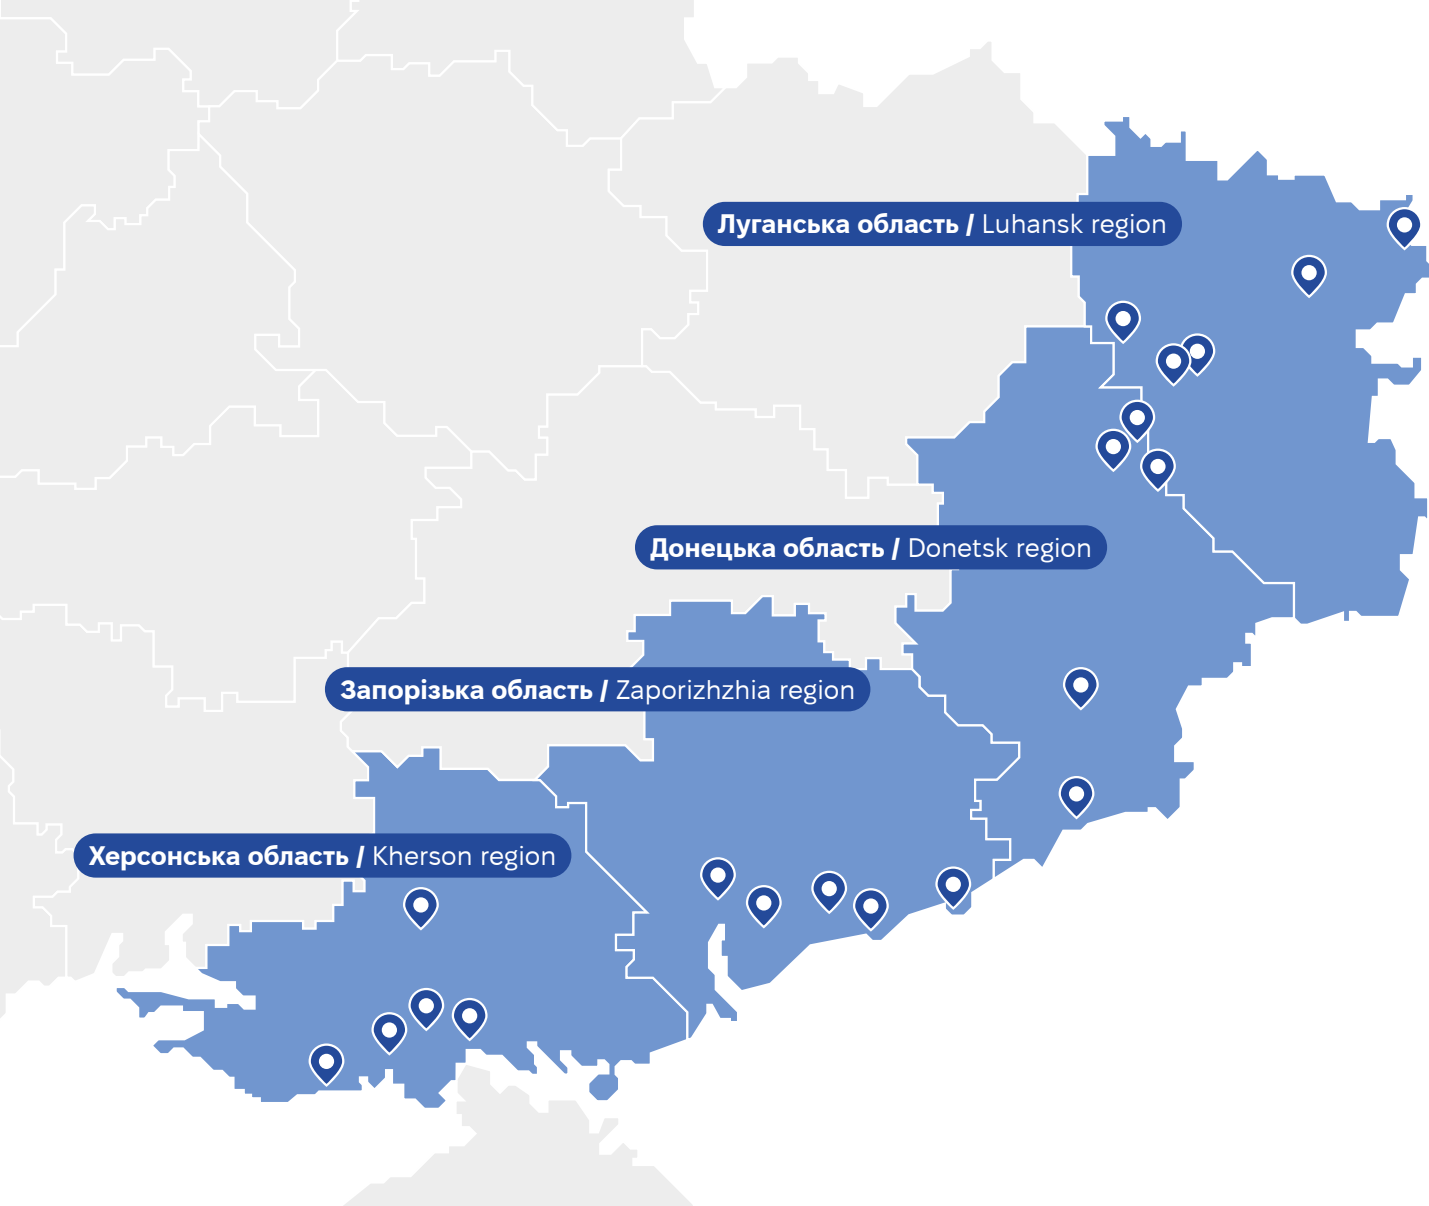 Луганська область / Luhansk region
Донецька область / Donetsk region
Запорізька область / Zaporizhzhia region
Херсонська область / Kherson region